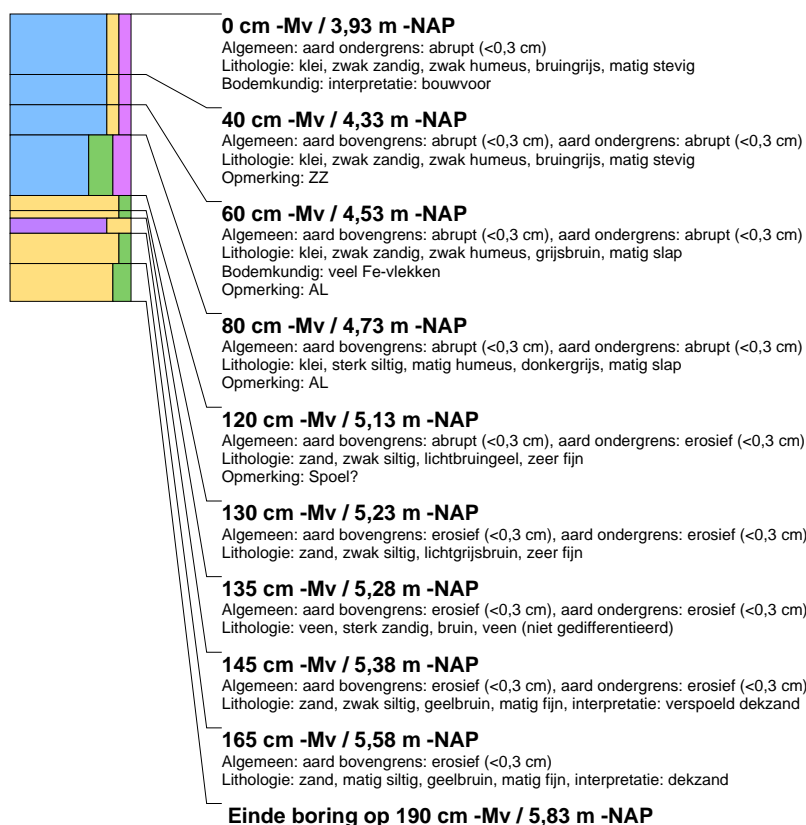 0 cm -Mv / 3,93 m -NAP
Algemeen: aard ondergrens: abrupt (<0,3 cm)
Lithologie: klei, zwak zandig, zwak humeus, bruingrijs, matig stevig
Bodemkundig: interpretatie: bouwvoor
40 cm -Mv / 4,33 m -NAP
Algemeen: aard bovengrens: abrupt (<0,3 cm), aard ondergrens: abrupt (<0,3 cm)
Lithologie: klei, zwak zandig, zwak humeus, bruingrijs, matig stevig
Opmerking: ZZ
60 cm -Mv / 4,53 m -NAP
Algemeen: aard bovengrens: abrupt (<0,3 cm), aard ondergrens: abrupt (<0,3 cm)
Lithologie: klei, zwak zandig, zwak humeus, grijsbruin, matig slap
Bodemkundig: veel Fe-vlekken
Opmerking: AL
80 cm -Mv / 4,73 m -NAP
Algemeen: aard bovengrens: abrupt (<0,3 cm), aard ondergrens: abrupt (<0,3 cm)
Lithologie: klei, sterk siltig, matig humeus, donkergrijs, matig slap
Opmerking: AL
120 cm -Mv / 5,13 m -NAP
Algemeen: aard bovengrens: abrupt (<0,3 cm), aard ondergrens: erosief (<0,3 cm)
Lithologie: zand, zwak siltig, lichtbruingeel, zeer fijn
Opmerking: Spoel?
130 cm -Mv / 5,23 m -NAP
Algemeen: aard bovengrens: erosief (<0,3 cm), aard ondergrens: erosief (<0,3 cm)
Lithologie: zand, zwak siltig, lichtgrijsbruin, zeer fijn
135 cm -Mv / 5,28 m -NAP
Algemeen: aard bovengrens: erosief (<0,3 cm), aard ondergrens: erosief (<0,3 cm)
Lithologie: veen, sterk zandig, bruin, veen (niet gedifferentieerd)
145 cm -Mv / 5,38 m -NAP
Algemeen: aard bovengrens: erosief (<0,3 cm), aard ondergrens: erosief (<0,3 cm)
Lithologie: zand, zwak siltig, geelbruin, matig fijn, interpretatie: verspoeld dekzand
165 cm -Mv / 5,58 m -NAP
Algemeen: aard bovengrens: erosief (<0,3 cm)
Lithologie: zand, matig siltig, geelbruin, matig fijn, interpretatie: dekzand
Einde boring op 190 cm -Mv / 5,83 m -NAP